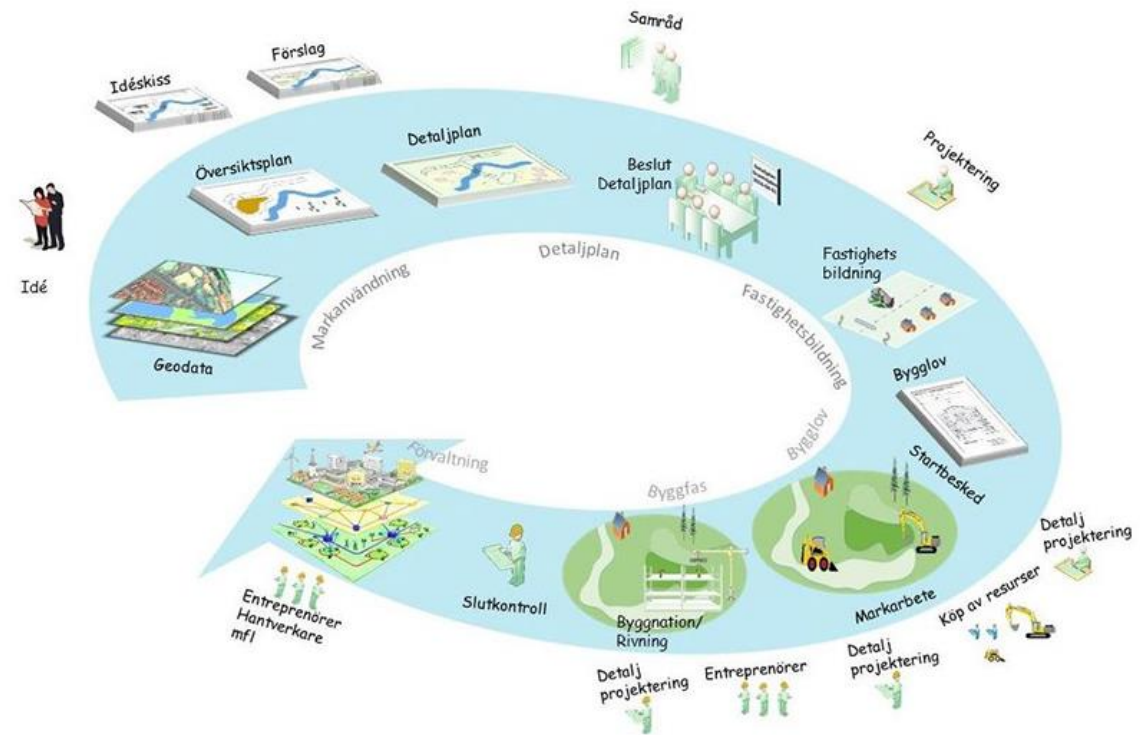 Samråd
Förslag
Idéskiss
Detaljplan
Projektering
Översiktsplan
Beslut
Detaljplan
Idé
Geodata
Markanvändning
Detaljplan
Fastighetsbildning
Fastighets
bildning
Bygglov
Bygglov
Startbesked
Förvaltning
Byggfas
Detalj
projektering
Köp av resurser
Markarbete
Slutkontroll
Byggnation/
Rivning
Entreprenörer
Hantverkare
mfl
Detalj
projektering
Entreprenörer
Detalj
projektering